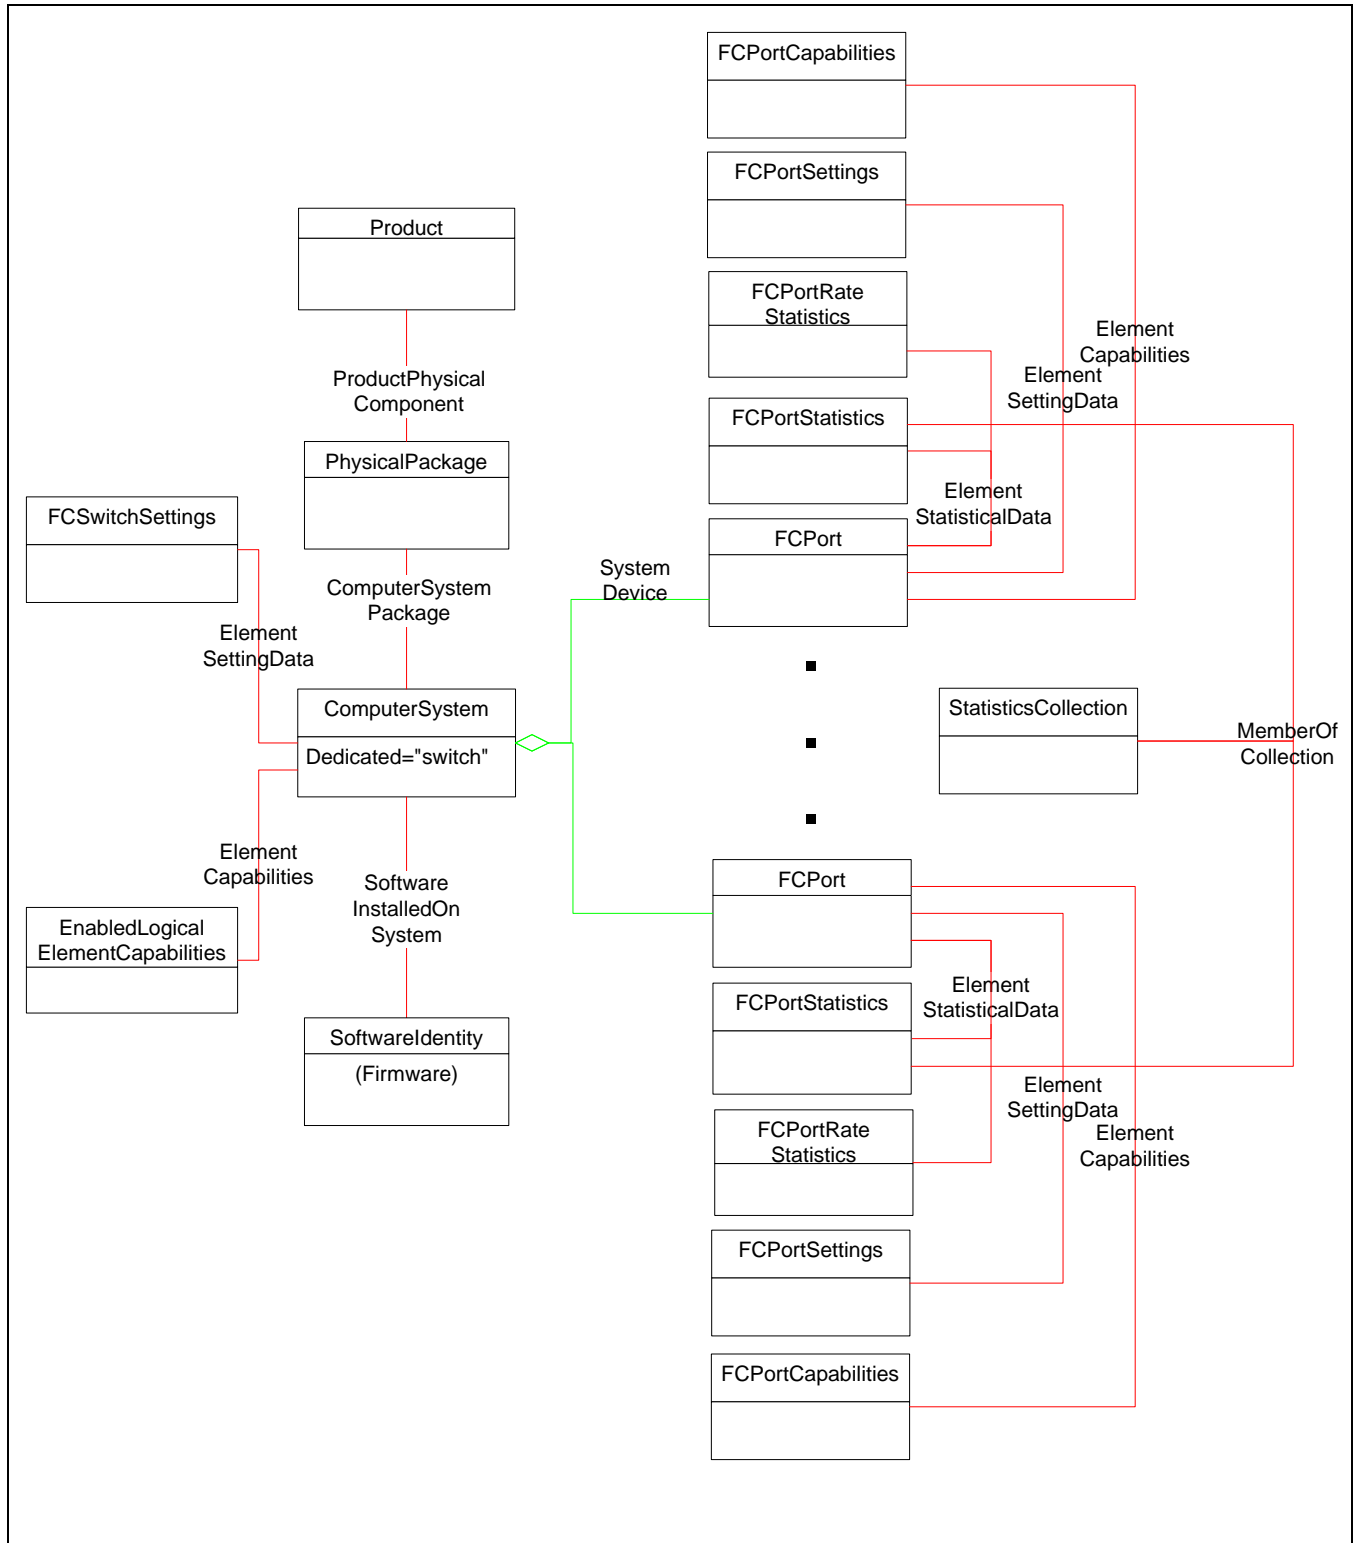 FCPortCapabilities
FCPortSettings
Product
FCPortRate
Statistics
Element
Capabilities
ProductPhysical
Component
Element
SettingData
FCPortStatistics
PhysicalPackage
Element
StatisticalData
FCSwitchSettings
FCPort
System
Device
ComputerSystem
Package
Element
SettingData
ComputerSystem
Dedicated="switch"
StatisticsCollection
MemberOf
Collection
Element
Capabilities
Software
InstalledOn
System
FCPort
EnabledLogical
ElementCapabilities
Element
StatisticalData
FCPortStatistics
SoftwareIdentity
(Firmware)
Element
SettingData
FCPortRate
Statistics
Element
Capabilities
FCPortSettings
FCPortCapabilities